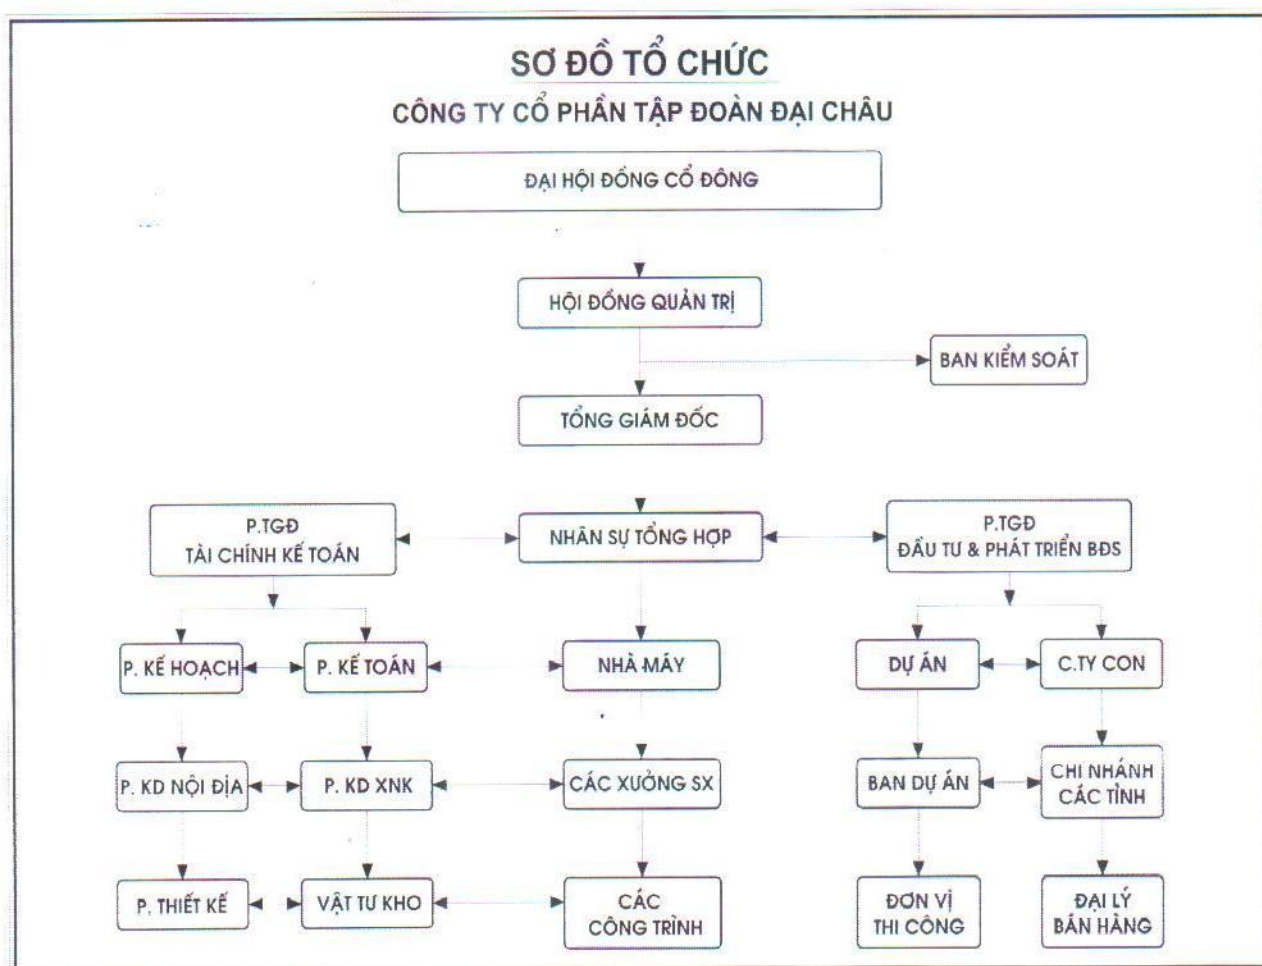 SƠ ĐỒ TỔ CHỨC
CÔNG TY CỔ PHẦN TẬP ĐOÀN ĐẠI CHÂU
ĐẠI HỘI ĐỒNG CỔ ĐÔNG
HỘI ĐỒNG QUẢN TRỊ
BAN KIỂM SOÁT
TỔNG GIÁM ĐỐC
P.TGĐ
TÀI CHÍNH KẾ TOÁN
NHÂN SỰ TỔNG HỢP
P.TGĐ
ĐẦU TƯ & PHÁT TRIỂN BĐS
P. KẾ HOẠCH
P. KẾ TOÁN
NHÀ MÁY
DỰ ÁN
C.TY CON
P. KD NỘI ĐỊA
P. KD XNK
CÁC XƯỞNG SX
BAN DỰ ÁN
CHI NHÁNH
CÁC TỈNH
P. THIẾT KẾ
VẬT TƯ KHO
CÁC
CÔNG TRÌNH
ĐƠN VỊ
THI CÔNG
ĐẠI LÝ
BÁN HÀNG